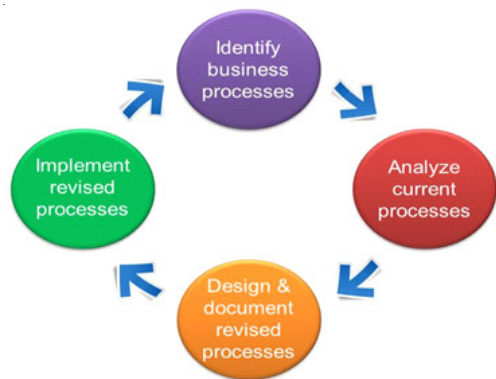 Identify
business
processes
Analyze
current
processes
Design &
document
revised
processes
Implement
revised
processes